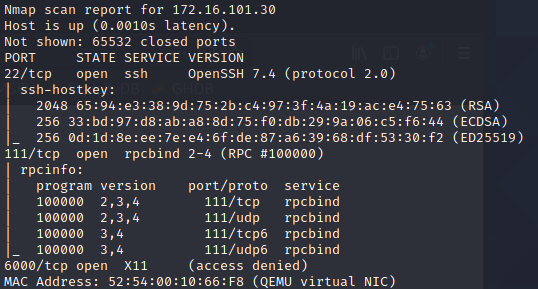 Nmap scan report for 172.16.101.30
Host is up (0.0010s latency).
Not shown: 65532 closed ports
PORT     STATE SERVICE VERSION
22/tcp   open  ssh     OpenSSH 7.4 (protocol 2.0)
| ssh-hostkey:
|   2048 65:94:e3:38:9d:75:2b:c4:97:3f:4a:19:ac:e4:75:63 (RSA)
|   256 33:bd:97:d8:ab:a8:8d:75:f0:db:29:9a:06:c5:f6:44 (ECDSA)
|_  256 0d:1d:8e:ee:7e:e4:6f:de:87:a6:39:68:df:53:30:f2 (ED25519)
111/tcp  open  rpcbind 2-4 (RPC #100000)
| rpcinfo:
|   program version    port/proto  service
|   100000  2,3,4        111/tcp   rpcbind
|   100000  2,3,4        111/udp   rpcbind
|   100000  3,4          111/tcp6  rpcbind
|_  100000  3,4          111/udp6  rpcbind
6000/tcp open  X11     (access denied)
MAC Address: 52:54:00:10:66:F8 (QEMU virtual NIC)